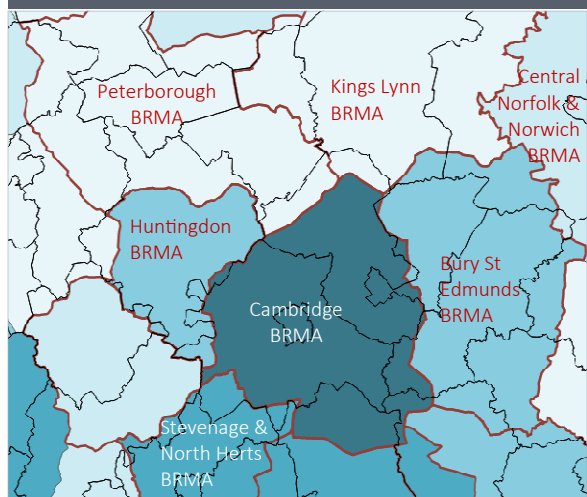 Peterborough
BRMA
Kings Lynn
BRMA
Central
Norfolk &
Norwich
BRMA
Huntingdon
BRMA
Bury St
Edmunds
BRMA
Cambridge
BRMA
Stevenage &
North Herts
BRMA